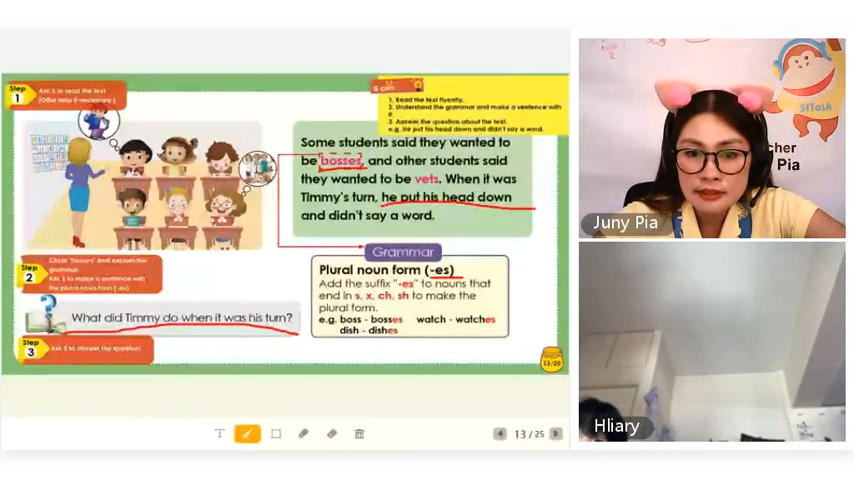 Step
1
Ask S to read the text.
(Offer help if necessary.)
S can:
1. Read the text fluently.
2. Understand the grammar and make a sentence with
it.
3. Answer the question about the text.
e.g. He put his head down and didn't say a word.
Some students said they wanted to
be bosses, and other students said
they wanted to be vets. When it was
Timmy's turn, he put his head down
and didn't say a word.
Grammar
Plural noun form (-es)
Add the suffix "-es" to nouns that
end in s, x, ch, sh to make the
plural form.
e.g. boss - bosses watch - watches
dish - dishes
Step
2
Circle "bosses" and explain the
grammar.
Ask S to make a sentence with
the plural noun form (-es).
What did Timmy do when it was his turn?
Step
3
Ask S to answer the question.
13/25
T
13 / 25
51Talk
cher
Pia
Juny Pia
Hliary